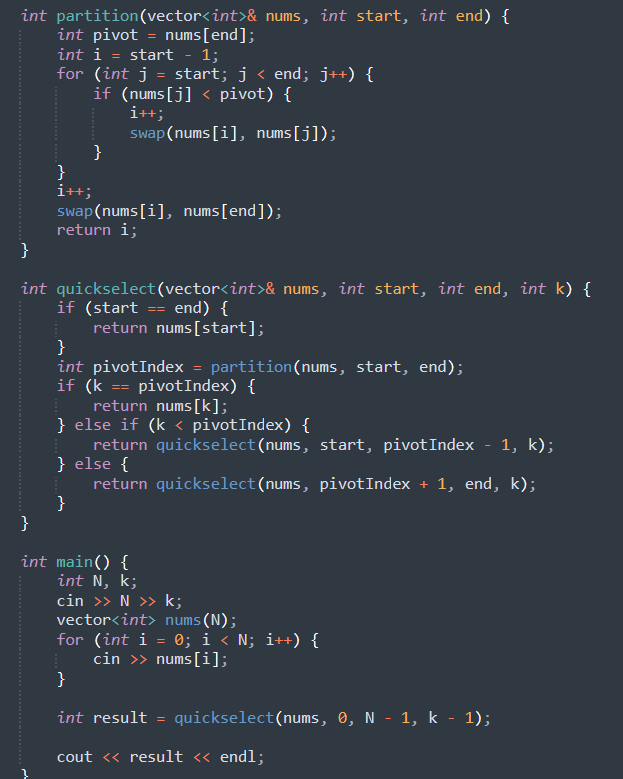 int partition(vector<int>& nums, int start, int end) {
    int pivot = nums[end];
    int i = start - 1;
    for (int j = start; j < end; j++) {
        if (nums[j] < pivot) {
            i++;
            swap(nums[i], nums[j]);
        }
    }
    i++;
    swap(nums[i], nums[end]);
    return i;
}

int quickselect(vector<int>& nums, int start, int end, int k) {
    if (start == end) {
        return nums[start];
    }
    int pivotIndex = partition(nums, start, end);
    if (k == pivotIndex) {
        return nums[k];
    } else if (k < pivotIndex) {
        return quickselect(nums, start, pivotIndex - 1, k);
    } else {
        return quickselect(nums, pivotIndex + 1, end, k);
    }
}

int main() {
    int N, k;
    cin >> N >> k;
    vector<int> nums(N);
    for (int i = 0; i < N; i++) {
        cin >> nums[i];
    }

    int result = quickselect(nums, 0, N - 1, k - 1);

    cout << result << endl;
}